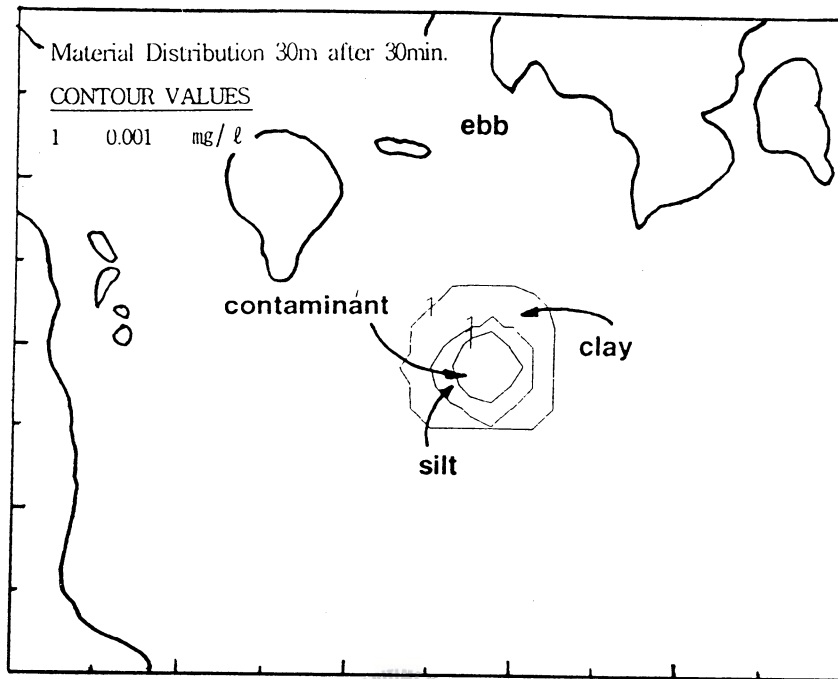 Material Distribution 30m after 30min.
CONTOUR VALUES
1 0.001 mg/ℓ
ebb
contaminant
1
1
clay
silt